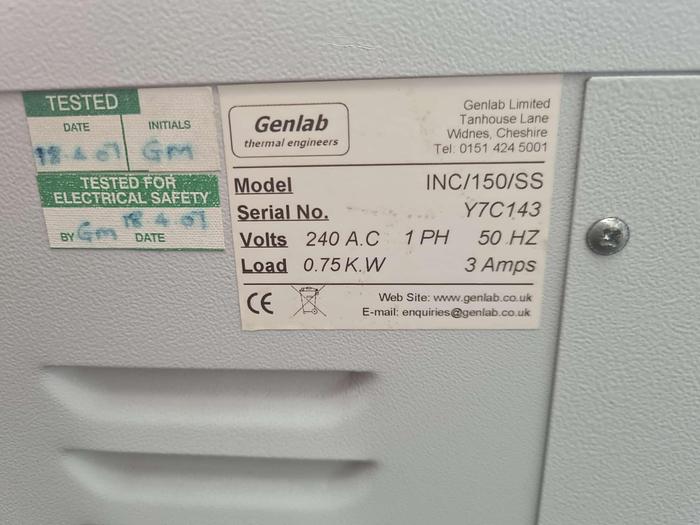 TESTED
DATE INITIALS
18 4 07 Gm
TESTED FOR
ELECTRICAL SAFETY
BY Gm DATE 18 4 07
Genlab
thermal engineers
Genlab Limited
Tanhouse Lane
Widnes, Cheshire
Tel: 0151 424 5001
Model INC/150/SS
Serial No. Y7C143
Volts 240 A.C 1 PH 50 HZ
Load 0.75 K.W 3 Amps
CE
Web Site: www.genlab.co.uk
E-mail: enquiries@genlab.co.uk